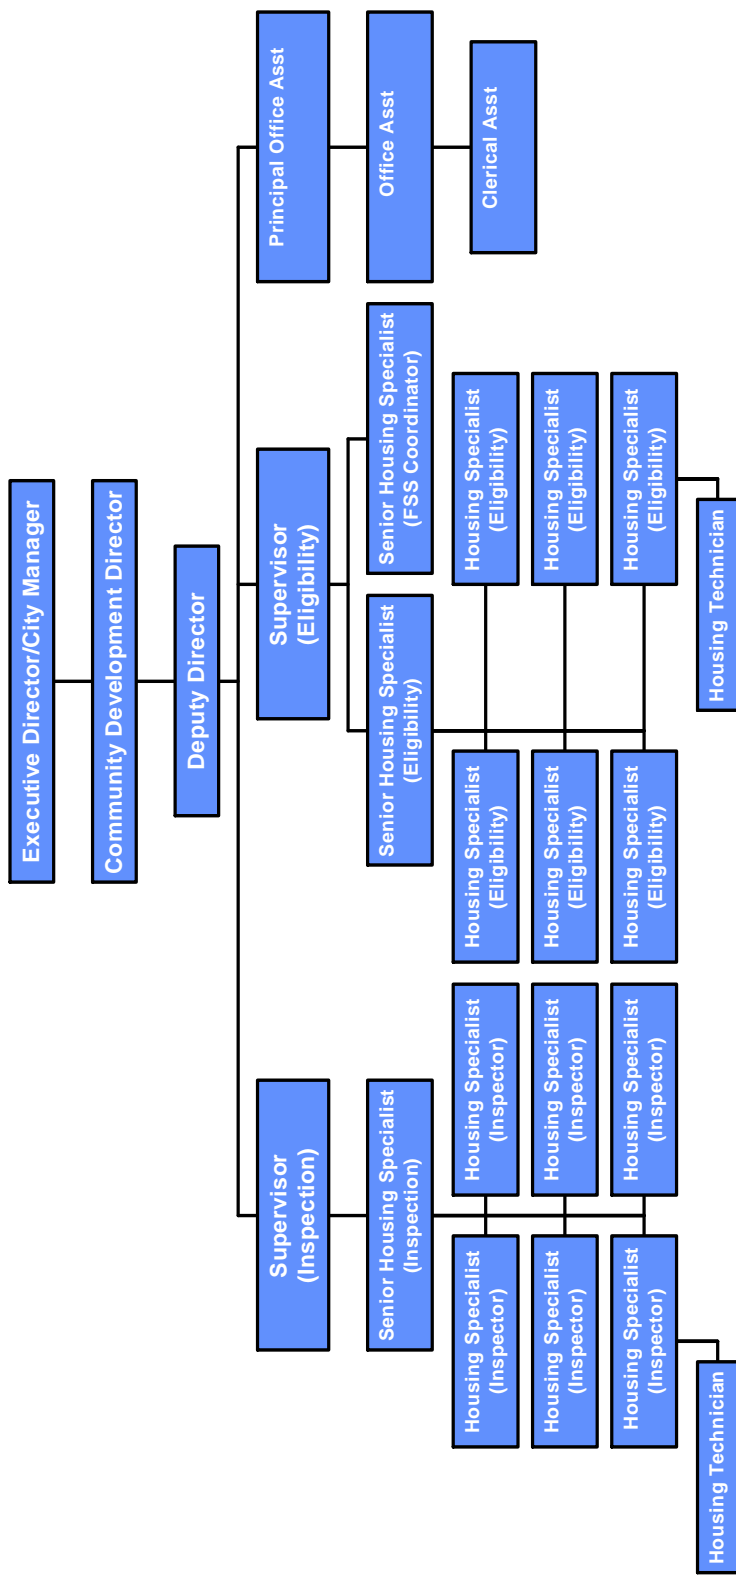 Executive Director/City Manager
Community Development Director
Deputy Director
Supervisor
(Inspection)
Supervisor
(Eligibility)
Principal Office Asst
Senior Housing Specialist
(Inspection)
Senior Housing Specialist
(Eligibility)
Senior Housing Specialist
(FSS Coordinator)
Office Asst
Clerical Asst
Housing Specialist
(Inspector)
Housing Specialist
(Inspector)
Housing Specialist
(Eligibility)
Housing Specialist
(Eligibility)
Housing Specialist
(Inspector)
Housing Specialist
(Inspector)
Housing Specialist
(Eligibility)
Housing Specialist
(Eligibility)
Housing Specialist
(Inspector)
Housing Specialist
(Inspector)
Housing Specialist
(Eligibility)
Housing Specialist
(Eligibility)
Housing Technician
Housing Technician